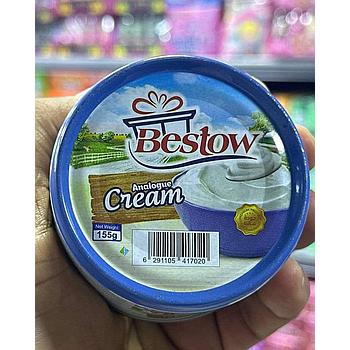 Bestow
Analogue
Cream
Net Weight:
155g
6 291105 417020